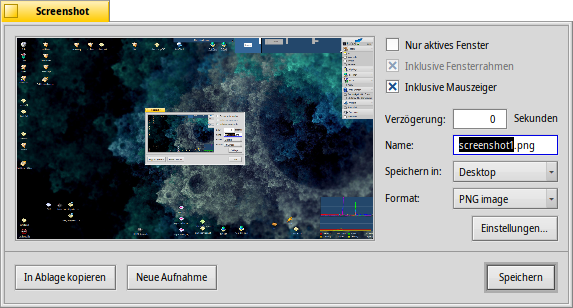 Screenshot
Nur aktives Fenster
Inklusive Fensterrahmen
Inklusive Mauszeiger
Verzögerung: 0 Sekunden
Name: screenshot1.png
Speichern in: Desktop
Format: PNG image
Einstellungen...
In Ablage kopieren
Neue Aufnahme
Speichern